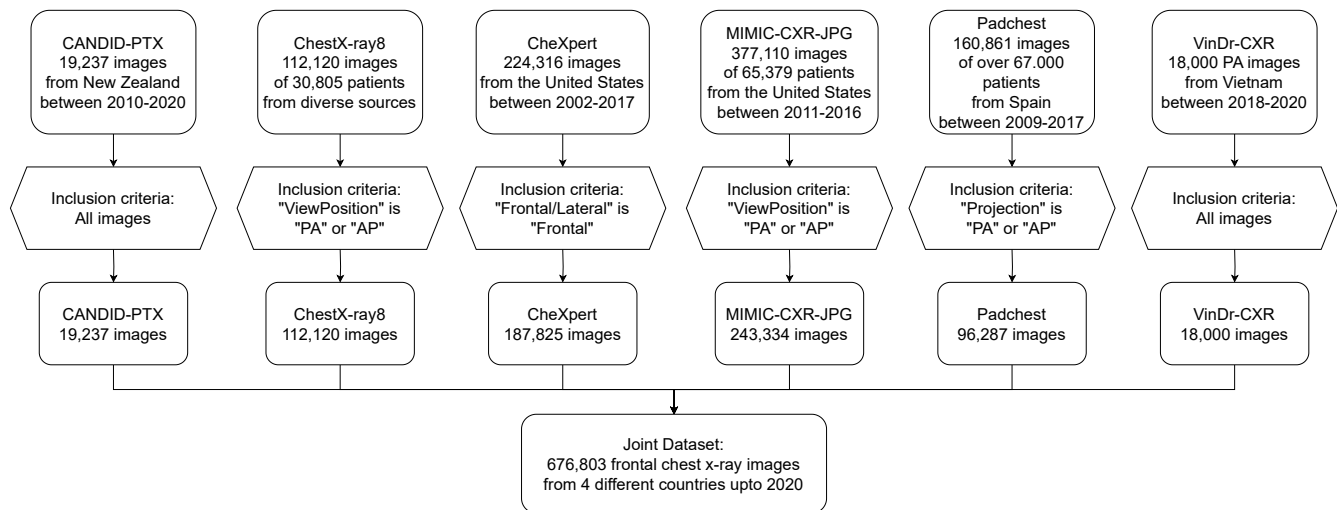 CANDID-PTX
19,237 images
from New Zealand
between 2010-2020
ChestX-ray8
112,120 images
of 30,805 patients
from diverse sources
CheXpert
224,316 images
from the United States
between 2002-2017
MIMIC-CXR-JPG
377,110 images
of 65,379 patients
from the United States
between 2011-2016
Padchest
160,861 images
of over 67.000
patients
from Spain
between 2009-2017
VinDr-CXR
18,000 PA images
from Vietnam
between 2018-2020
Inclusion criteria:
All images
Inclusion criteria:
"ViewPosition" is
"PA" or "AP"
Inclusion criteria:
"Frontal/Lateral" is
"Frontal"
Inclusion criteria:
"ViewPosition" is
"PA" or "AP"
Inclusion criteria:
"Projection" is
"PA" or "AP"
Inclusion criteria:
All images
CANDID-PTX
19,237 images
ChestX-ray8
112,120 images
CheXpert
187,825 images
MIMIC-CXR-JPG
243,334 images
Padchest
96,287 images
VinDr-CXR
18,000 images
Joint Dataset:
676,803 frontal chest x-ray images
from 4 different countries upto 2020